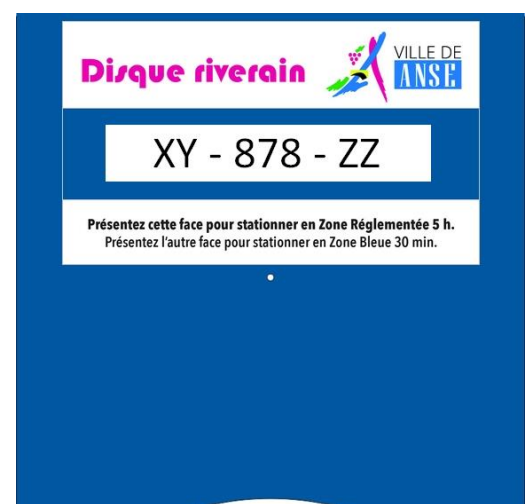 Disque riverain
VILLE DE
ANSE
XY - 878 - ZZ
Présentez cette face pour stationner en Zone Réglementée 5 h.
Présentez l'autre face pour stationner en Zone Bleue 30 min.